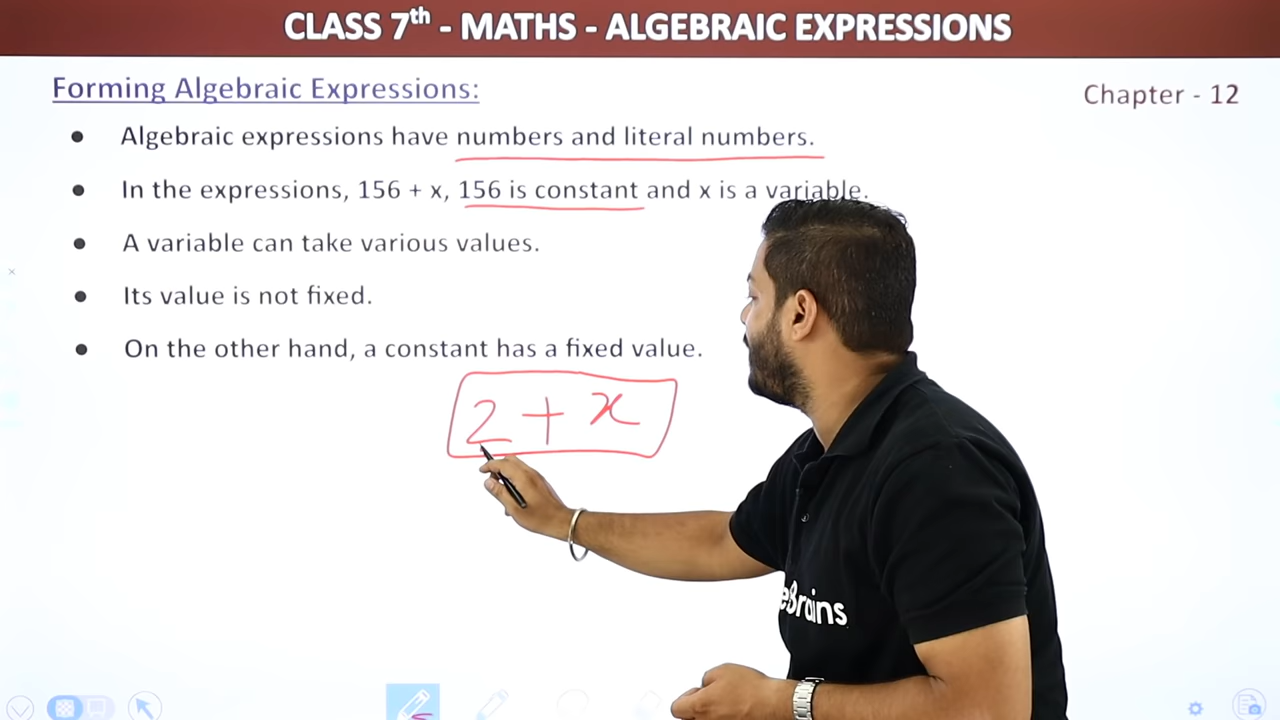 CLASS 7th - MATHS - ALGEBRAIC EXPRESSIONS
Forming Algebraic Expressions:
Chapter - 12
● Algebraic expressions have numbers and literal numbers.
● In the expressions, 156 + x, 156 is constant and x is a variable.
● A variable can take various values.
● Its value is not fixed.
● On the other hand, a constant has a fixed value.
2 + x
eBrains